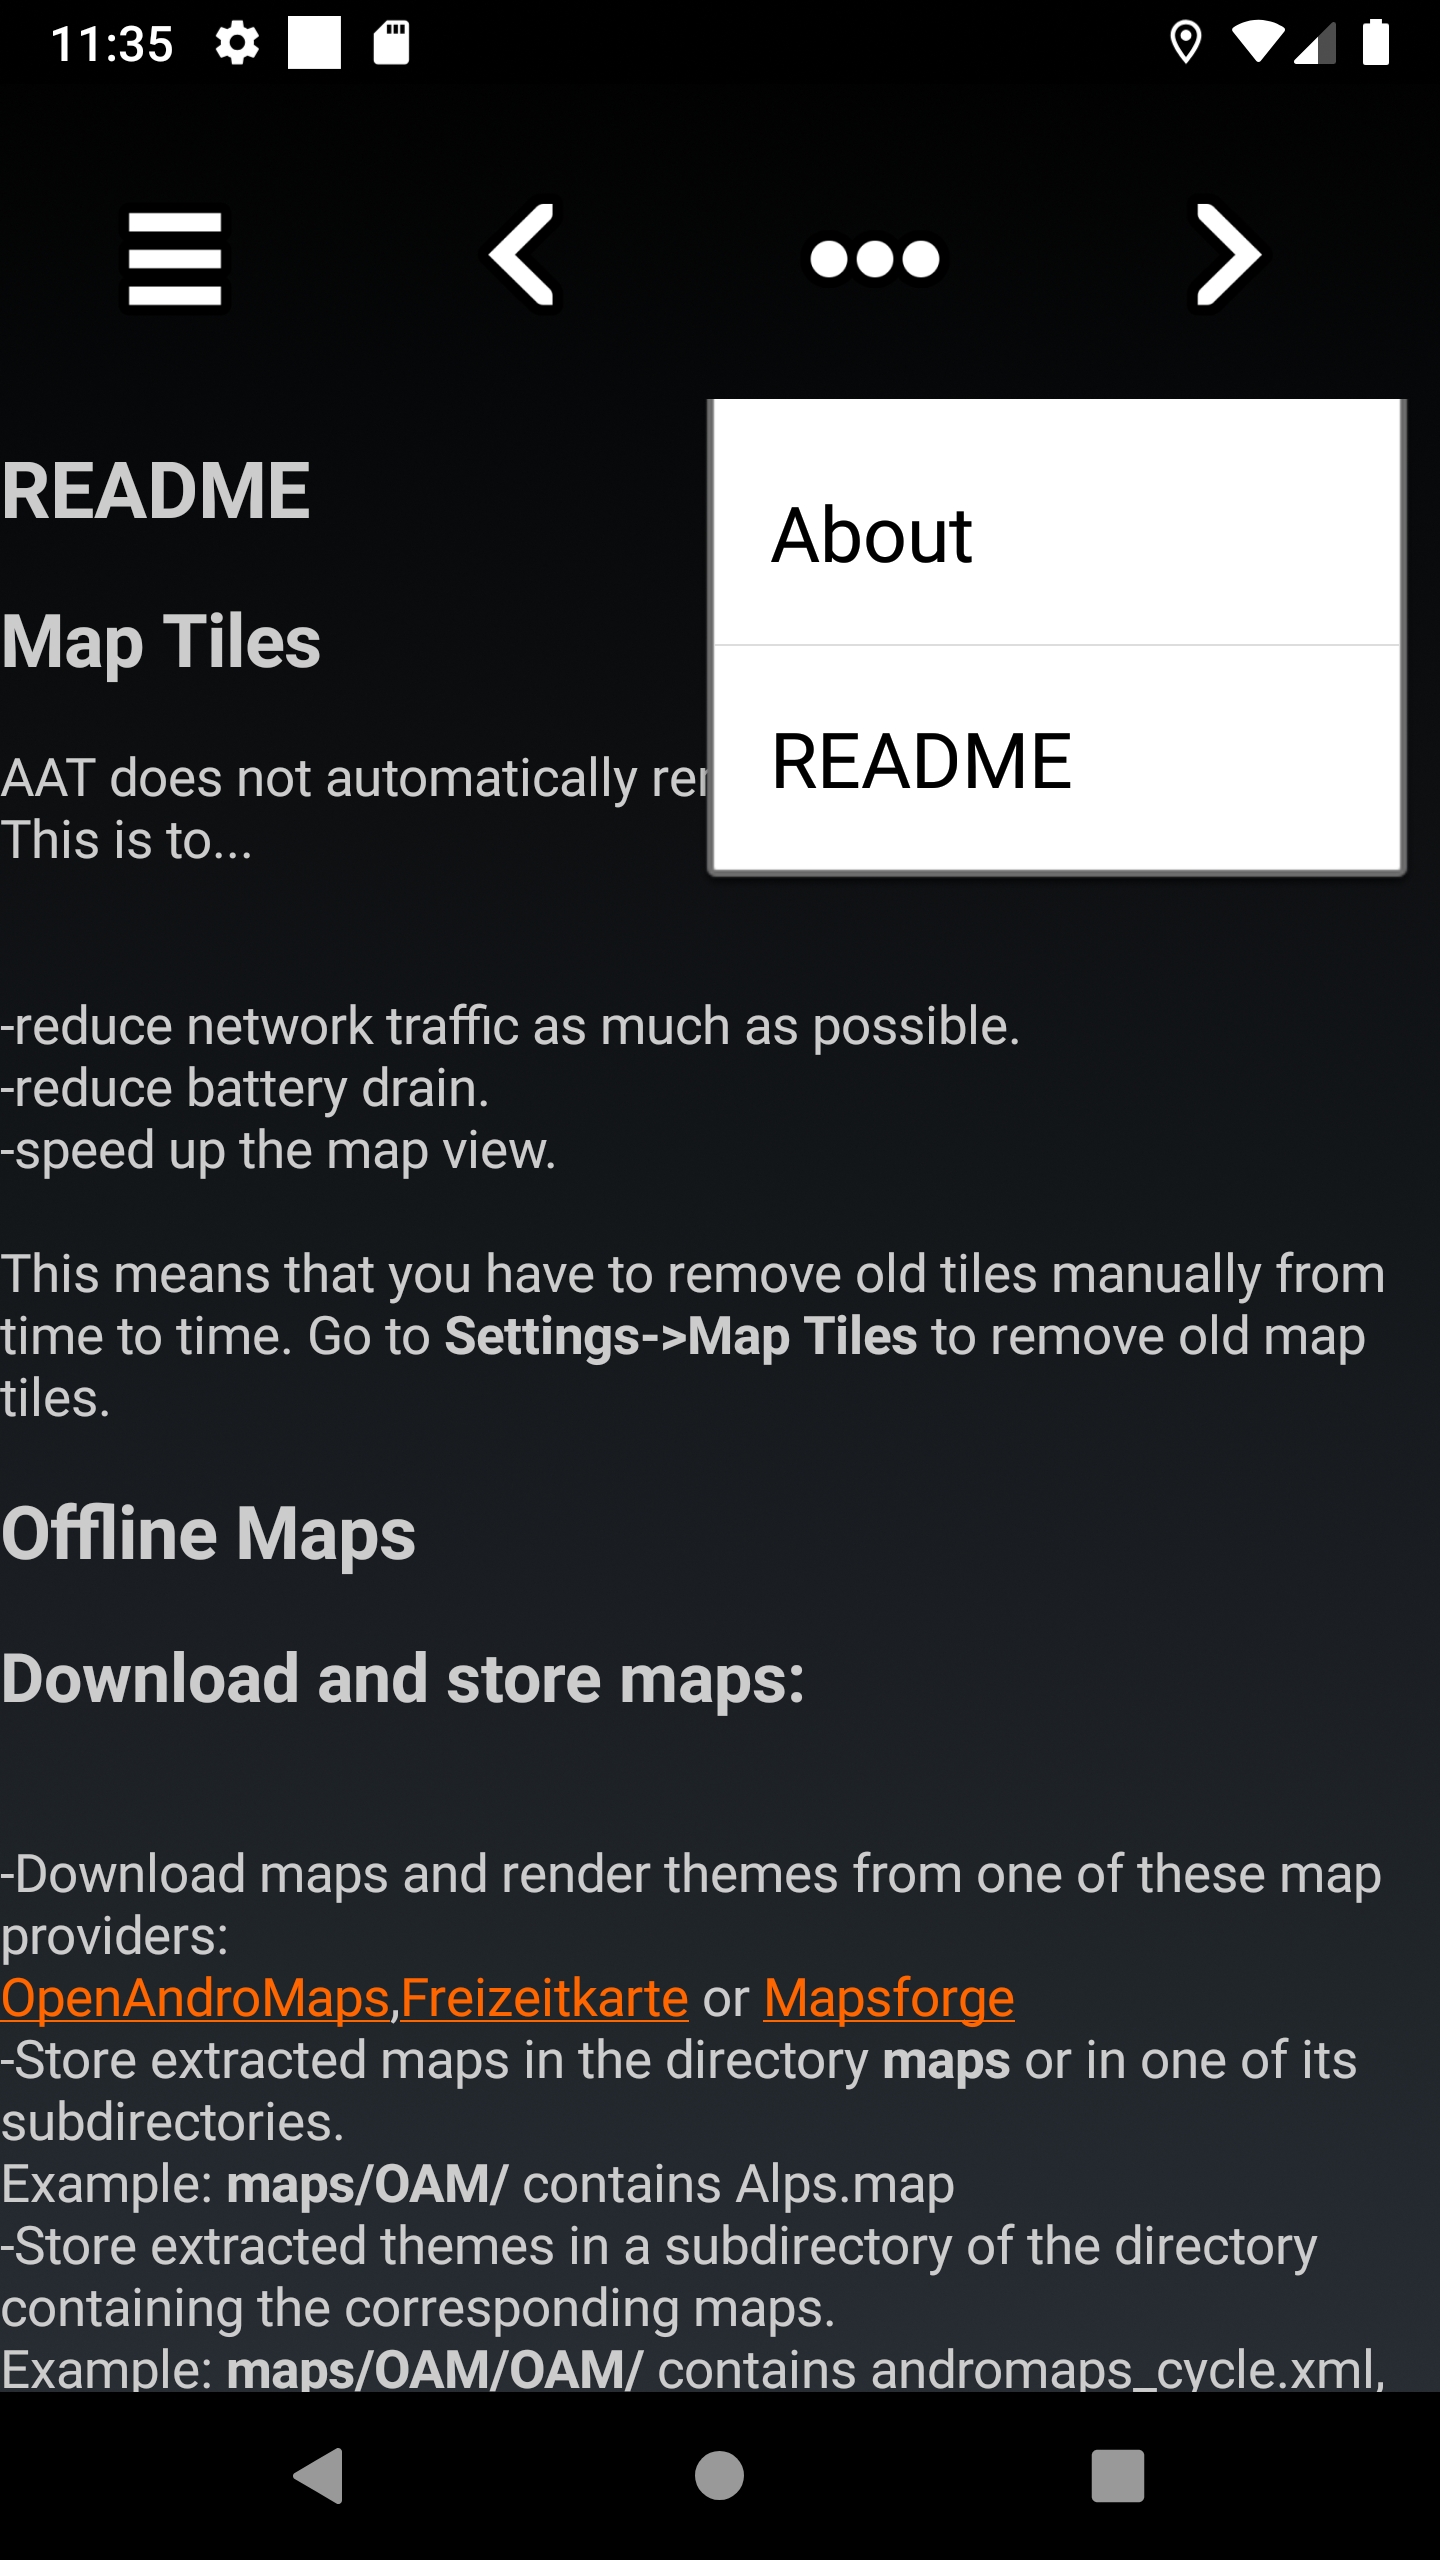 11:35
About
README
README
Map Tiles
AAT does not automatically
This is to...
-reduce network traffic as much as possible.
-reduce battery drain.
-speed up the map view.
This means that you have to remove old tiles manually from
time to time. Go to Settings->Map Tiles to remove old map
tiles.
Offline Maps
Download and store maps:
-Download maps and render themes from one of these map
providers:
OpenAndroMaps,Freizeitkarte or Mapsforge
-Store extracted maps in the directory maps or in one of its
subdirectories.
Example: maps/OAM/ contains Alps.map
-Store extracted themes in a subdirectory of the directory
containing the corresponding maps.
Example: maps/OAM/OAM/ contains andromaps_cycle.xml,